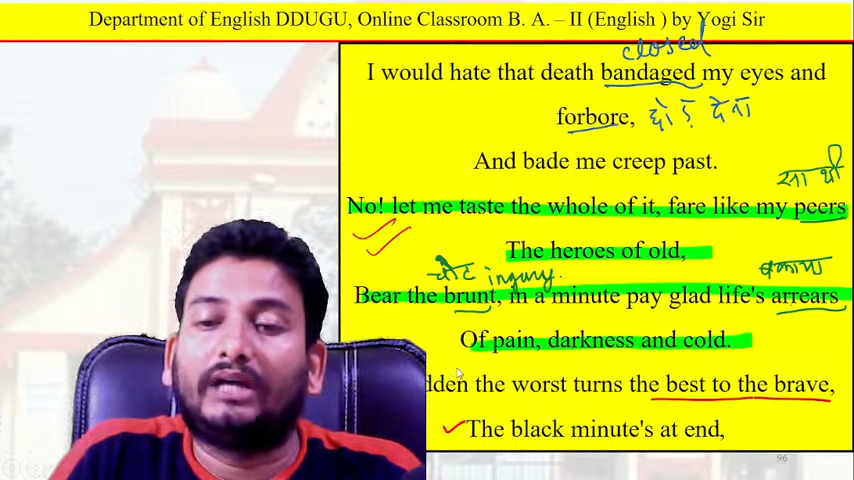 Department of English DDUGU, Online Classroom B. A. – II (English ) by Yogi Sir
closed
I would hate that death bandaged my eyes and
forbore, छोड़ देना
And bade me creep past.
साथी
No! let me taste the whole of it, fare like my peers
The heroes of old,
चोट injury. बकाया
Bear the brunt, in a minute pay glad life's arrears
Of pain, darkness and cold.
dden the worst turns the best to the brave,
The black minute's at end,
96